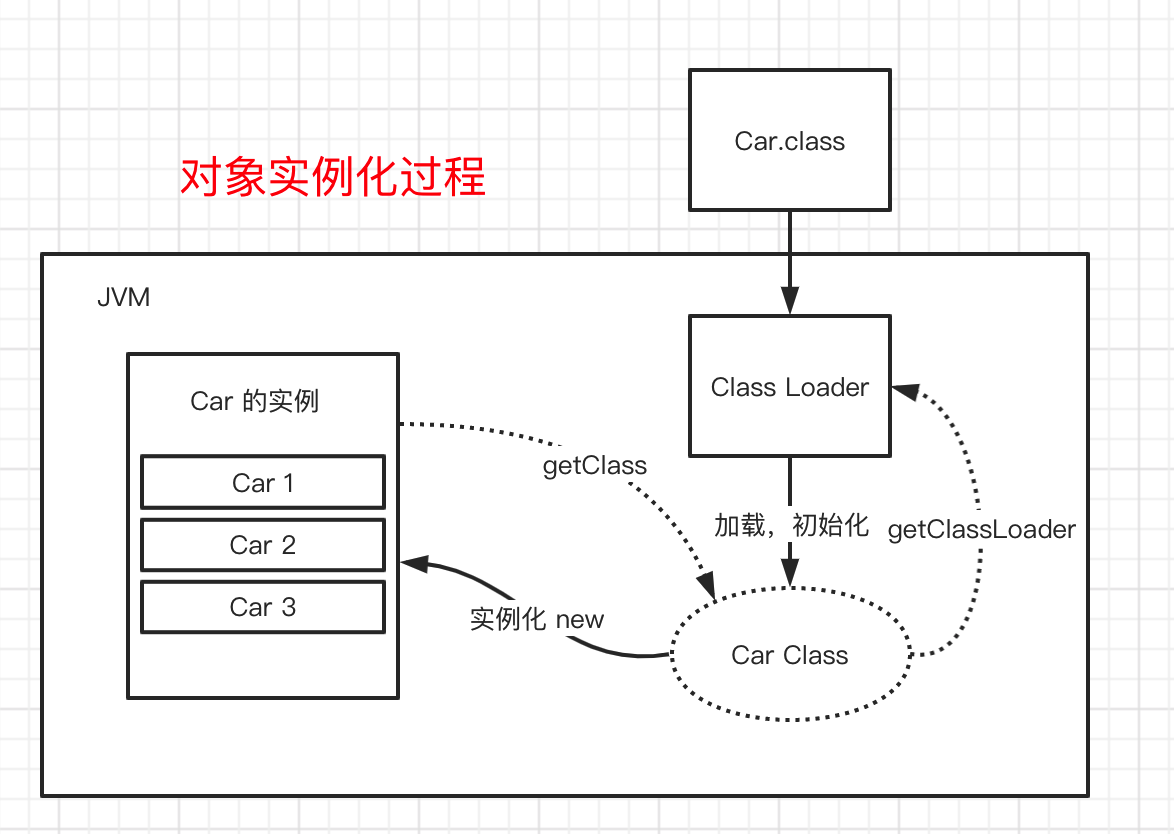 Car.class
对象实例化过程
JVM
Class Loader
Car 的实例
getClass
Car 1
加载，初始化
getClassLoader
Car 2
Car 3
实例化 new
Car Class